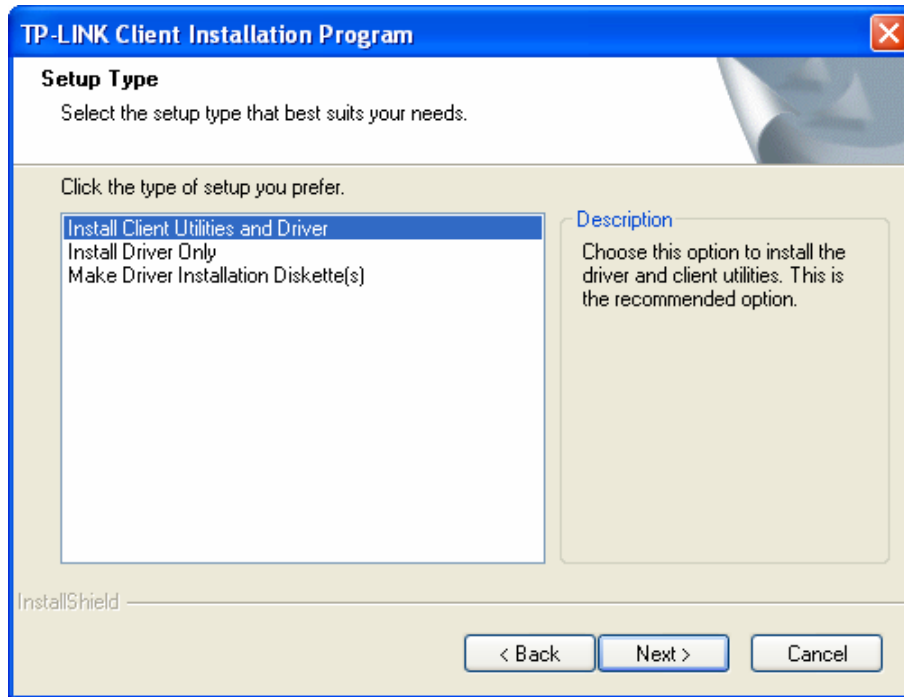 TP-LINK Client Installation Program
Setup Type
Select the setup type that best suits your needs.
Click the type of setup you prefer.
Install Client Utilities and Driver
Install Driver Only
Make Driver Installation Diskette(s)
Description
Choose this option to install the
driver and client utilities. This is
the recommended option.
InstallShield
< Back
Next >
Cancel